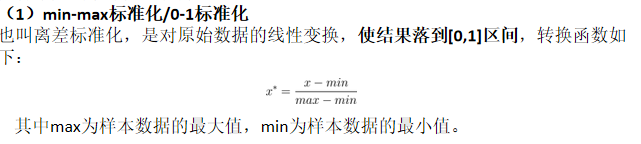 （1）min-max标准化/0-1标准化
也叫离差标准化，是对原始数据的线性变换，使结果落到[0,1]区间，转换函数如
下：
x* = (x − min) / (max − min)
其中max为样本数据的最大值，min为样本数据的最小值。